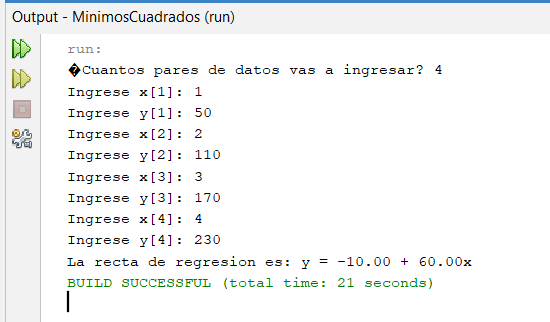 Output - MinimosCuadrados (run)
run:
�Cuantos pares de datos vas a ingresar? 4
Ingrese x[1]: 1
Ingrese y[1]: 50
Ingrese x[2]: 2
Ingrese y[2]: 110
Ingrese x[3]: 3
Ingrese y[3]: 170
Ingrese x[4]: 4
Ingrese y[4]: 230
La recta de regresion es: y = -10.00 + 60.00x
BUILD SUCCESSFUL (total time: 21 seconds)